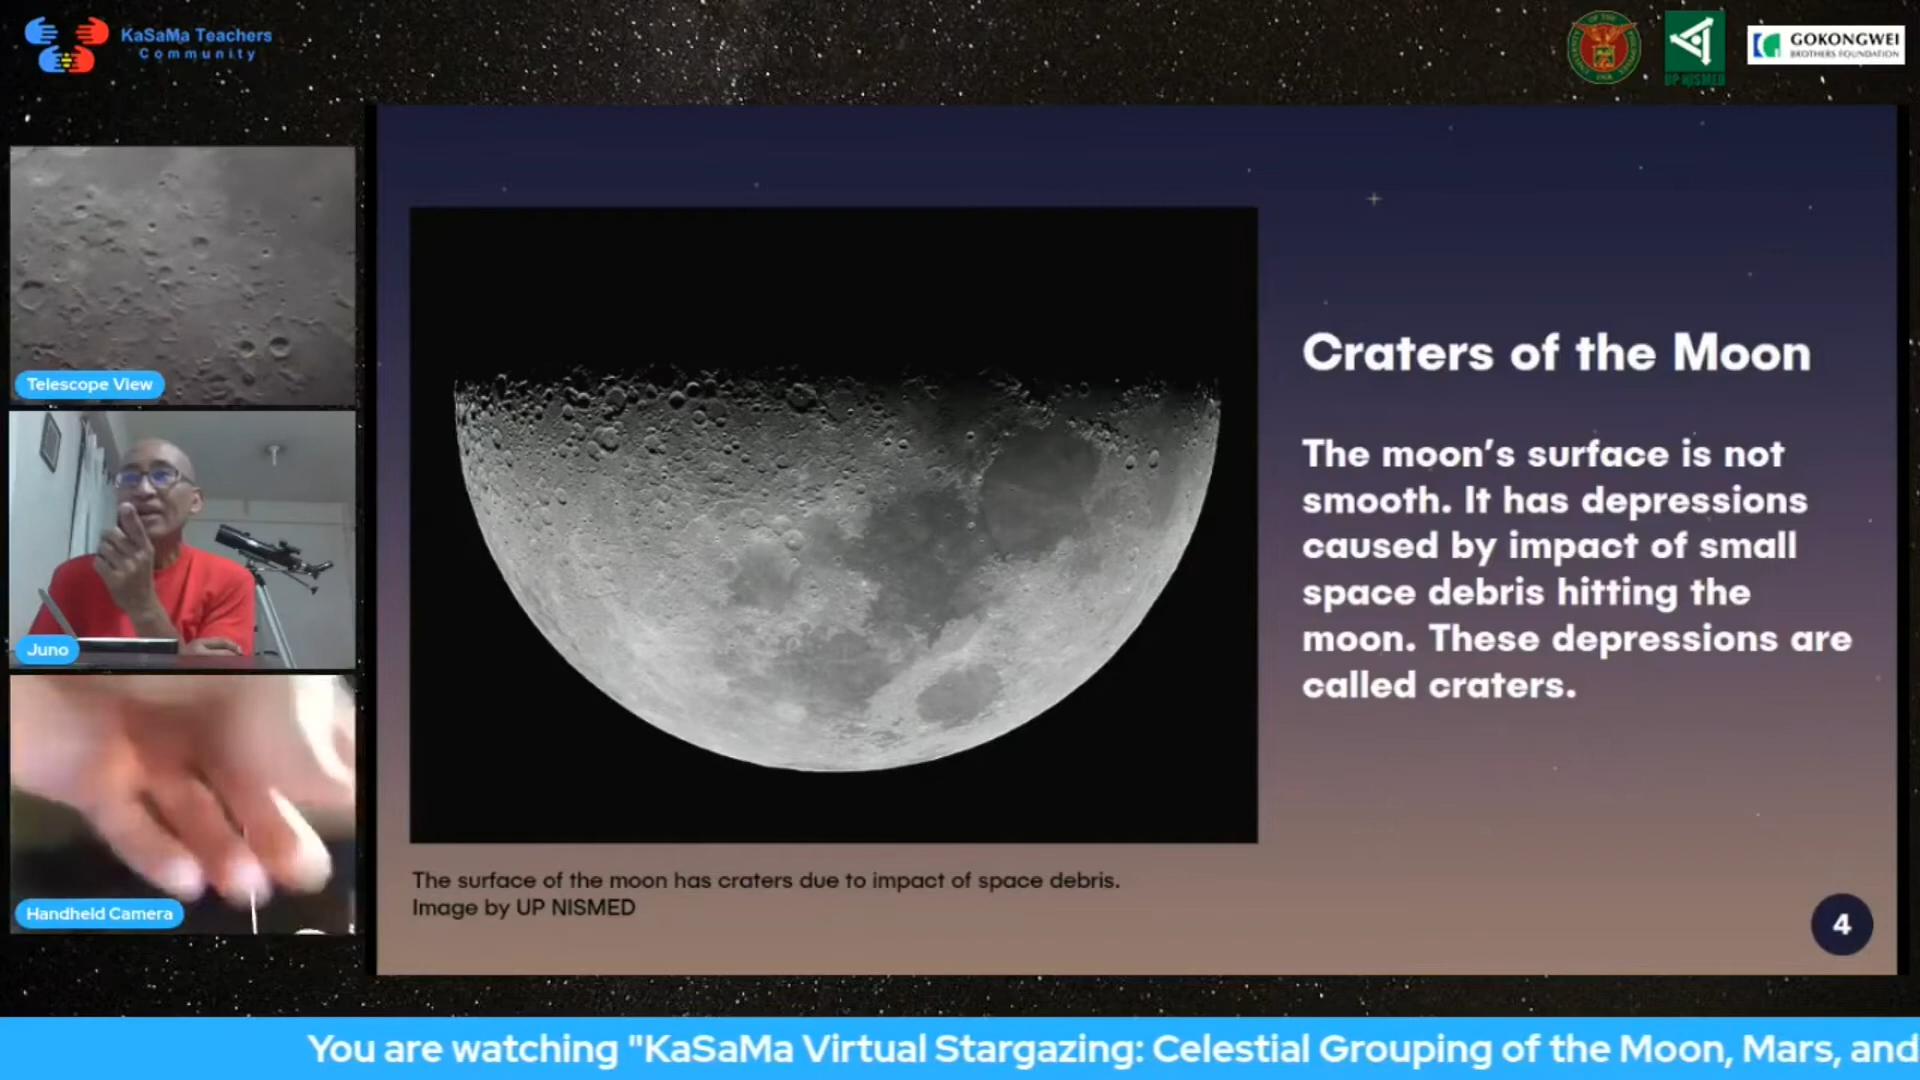 KaSaMa Teachers
Community
UP NISMED
GOKONGWEI
BROTHERS FOUNDATION
Telescope View
Juno
Handheld Camera
Craters of the Moon
The moon's surface is not
smooth. It has depressions
caused by impact of small
space debris hitting the
moon. These depressions are
called craters.
The surface of the moon has craters due to impact of space debris.
Image by UP NISMED
4
You are watching "KaSaMa Virtual Stargazing: Celestial Grouping of the Moon, Mars, and